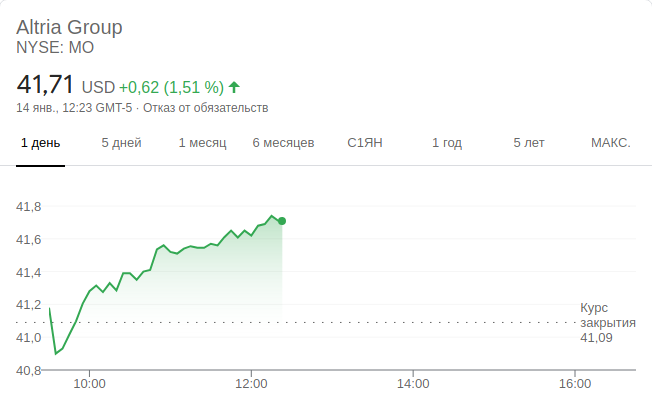 Altria Group
NYSE: MO
41,71 USD +0,62 (1,51 %)
14 янв., 12:23 GMT-5 · Отказ от обязательств
1 день 5 дней 1 месяц 6 месяцев С1ЯН 1 год 5 лет МАКС.
41,8
41,6
41,4
41,2
41,0
40,8
Курс
закрытия
41,09
10:00 12:00 14:00 16:00